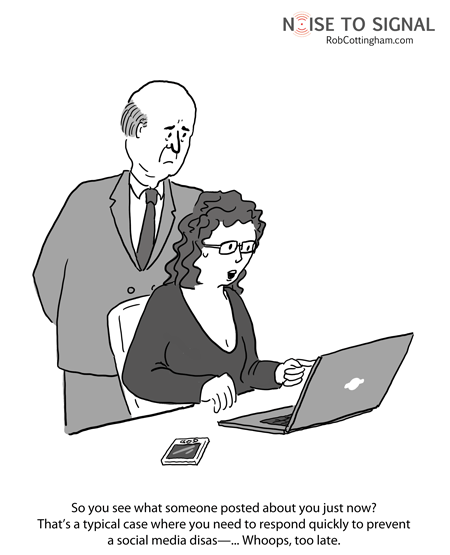 NOISE TO SIGNAL
RobCottingham.com
So you see what someone posted about you just now?
That's a typical case where you need to respond quickly to prevent
a social media disas—... Whoops, too late.